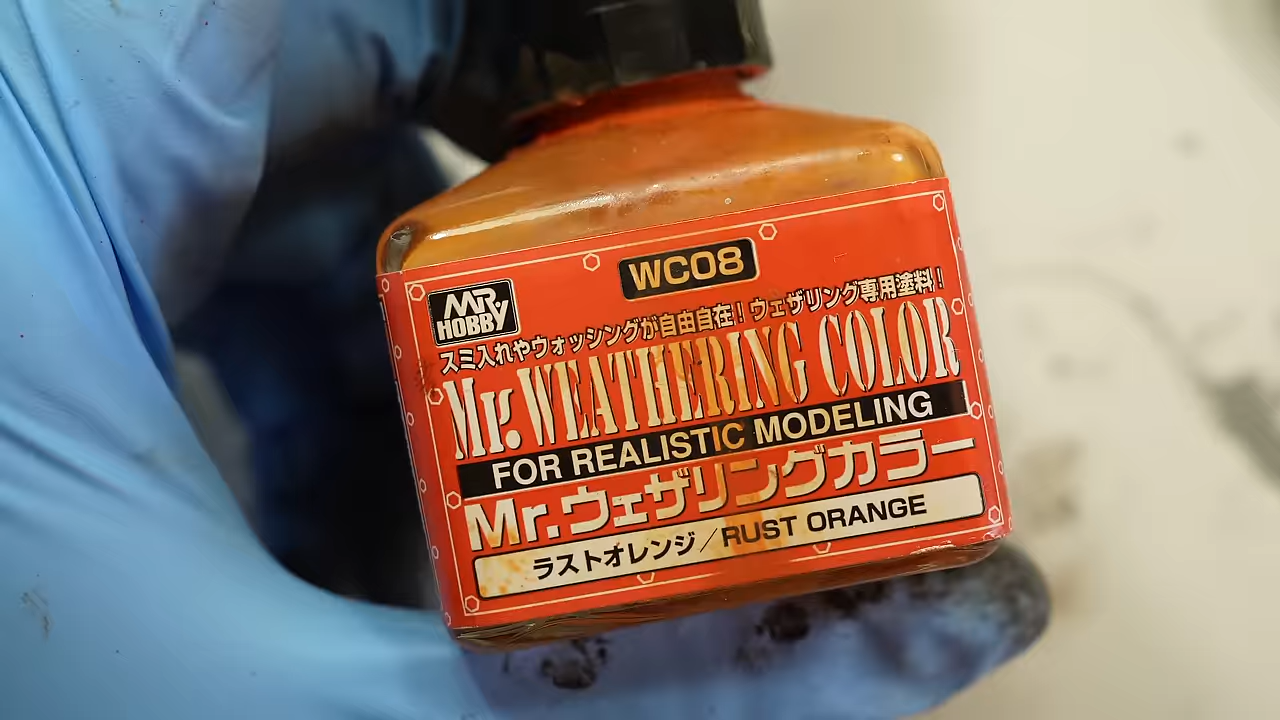 WC08
MR HOBBY
スミ入れやウォッシングが自由自在！ウェザリング専用塗料！
Mr.WEATHERING COLOR
FOR REALISTIC MODELING
Mr.ウェザリングカラー
ラストオレンジ／RUST ORANGE